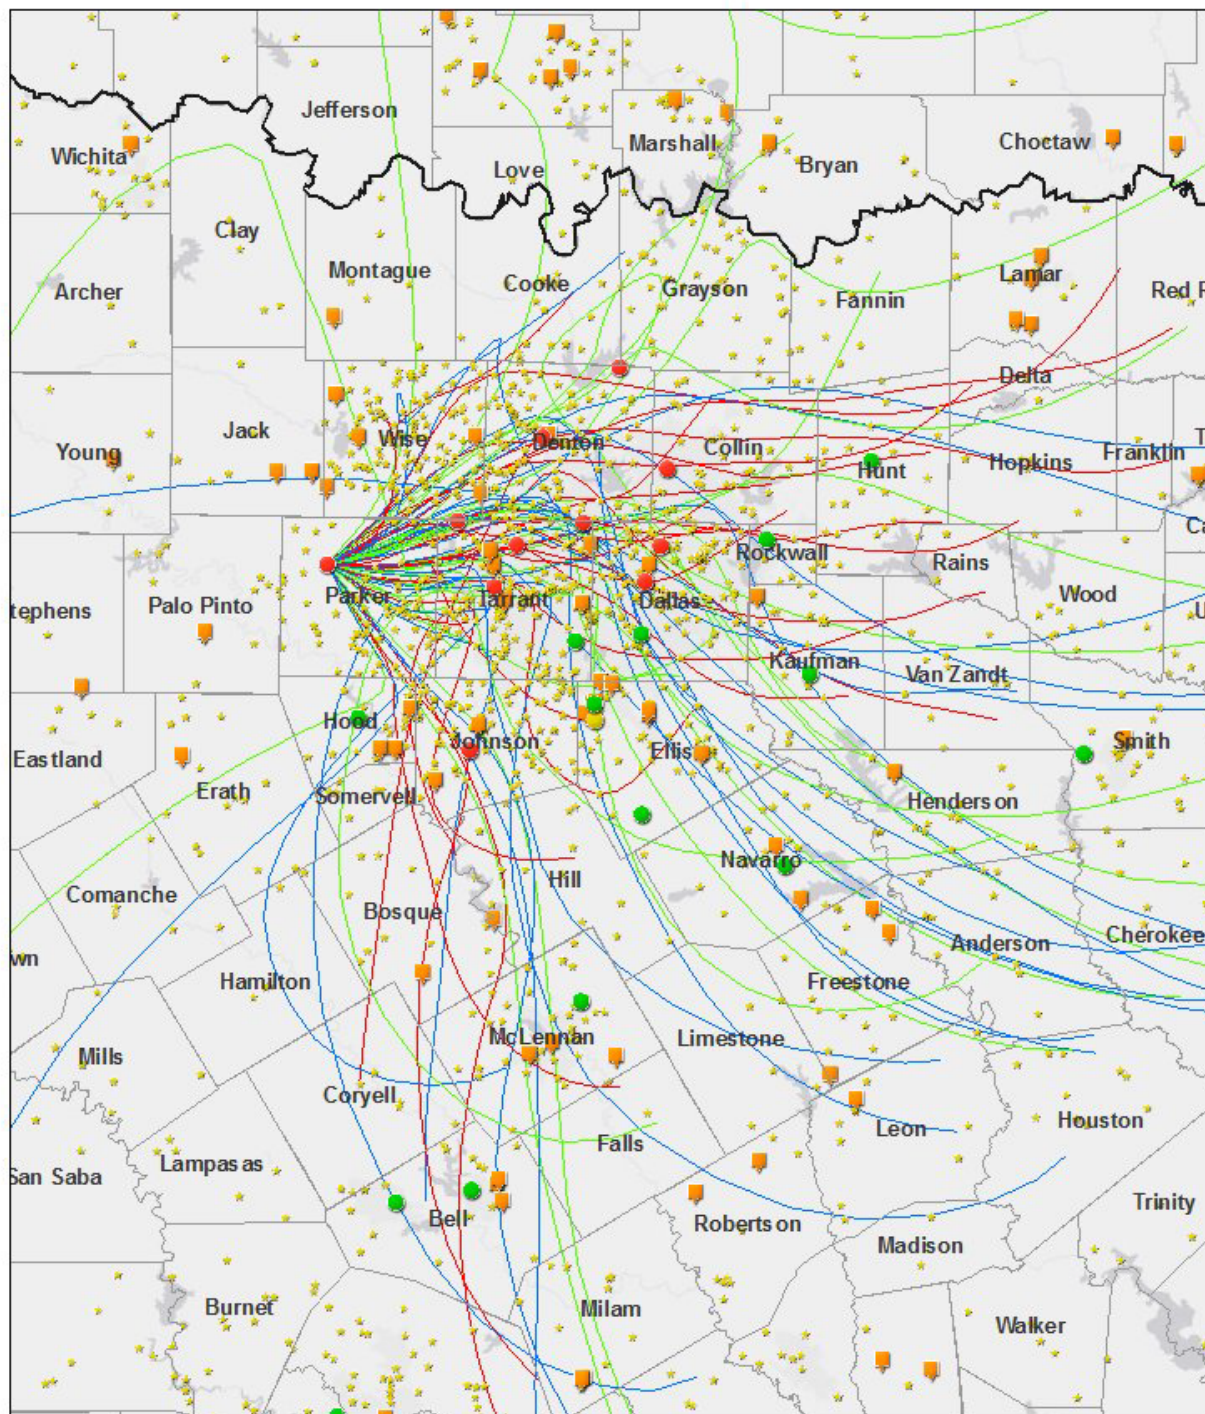 Jefferson
Marshall
Choctaw
Wichita
Love
Bryan
Clay
Montague
Cooke
Lamar
Archer
Grayson
Fannin
Red R
Delta
Jack
Wise
Denton
Collin
Young
Hunt
Hopkins
Franklin
T
Ca
Rockwall
Rains
Parker
Tarrant
Dallas
Wood
tephens
Palo Pinto
U
Kaufman
Van Zandt
Hood
Johnson
Ellis
Smith
Eastland
Erath
Somervell
Henderson
Navarro
Hill
Comanche
Bosque
Anderson
Cherokee
wn
Hamilton
Freestone
McLennan
Limestone
Mills
Coryell
Houston
Leon
Falls
Lampasas
San Saba
Trinity
Bell
Robertson
Madison
Burnet
Milam
Walker